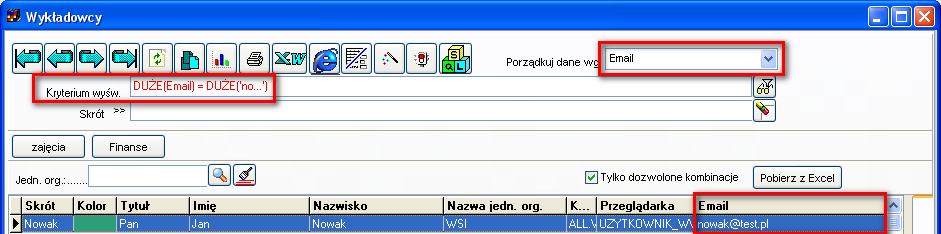 Wykładowcy
Porządkuj dane wg Email
Kryterium wyśw. DUŻE(Email) = DUŻE('no...')
Skrót >>
zajęcia Finanse
Jedn. org.:....... Tylko dozwolone kombinacje Pobierz z Excel
Skrót Kolor Tytuł Imię Nazwisko Nazwa jedn. org. K... Przeglądarka Email
Nowak Pan Jan Nowak WSI ALL. UZYTKOWNIK_W nowak@test.pl